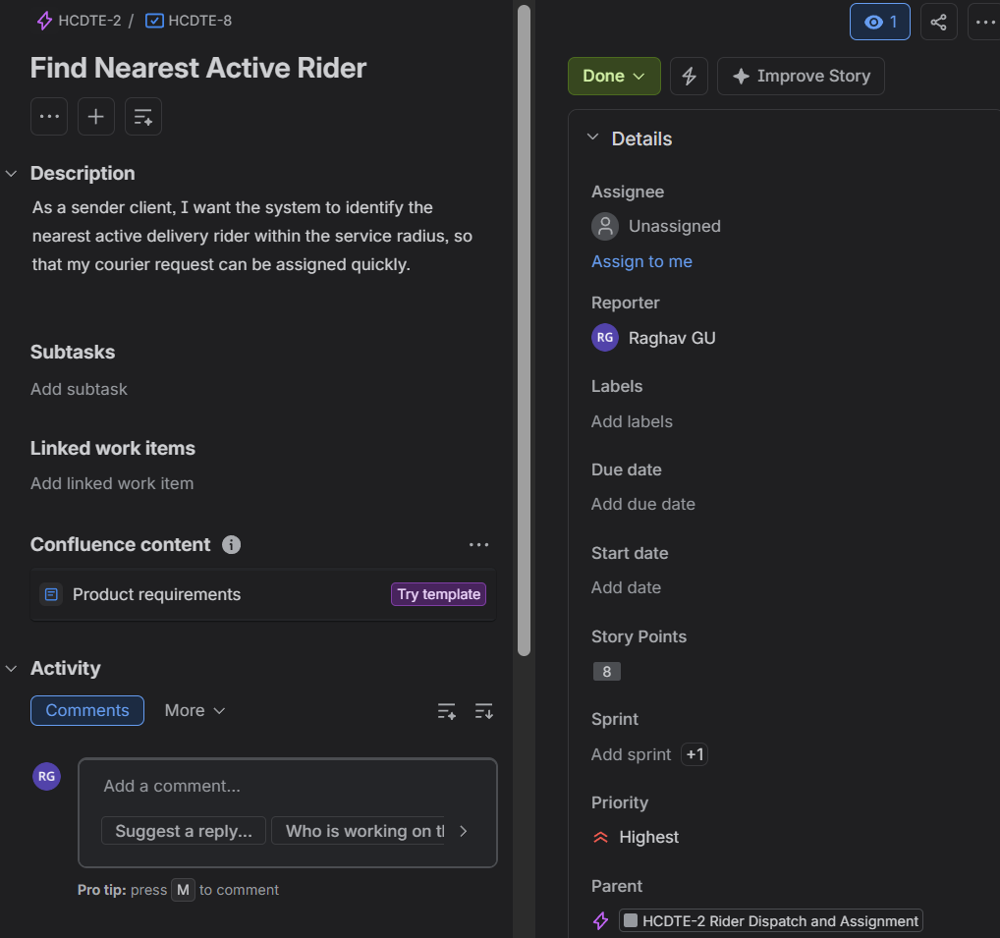 HCDTE-2 / HCDTE-8
Find Nearest Active Rider
Description
As a sender client, I want the system to identify the
nearest active delivery rider within the service radius, so
that my courier request can be assigned quickly.
Subtasks
Add subtask
Linked work items
Add linked work item
Confluence content
Product requirements Try template
Activity
Comments More
RG
Add a comment...
Suggest a reply... Who is working on
Pro tip: press M to comment
1
Done Improve Story
Details
Assignee
Unassigned
Assign to me
Reporter
RG Raghav GU
Labels
Add labels
Due date
Add due date
Start date
Add date
Story Points
8
Sprint
Add sprint +1
Priority
Highest
Parent
HCDTE-2 Rider Dispatch and Assignment